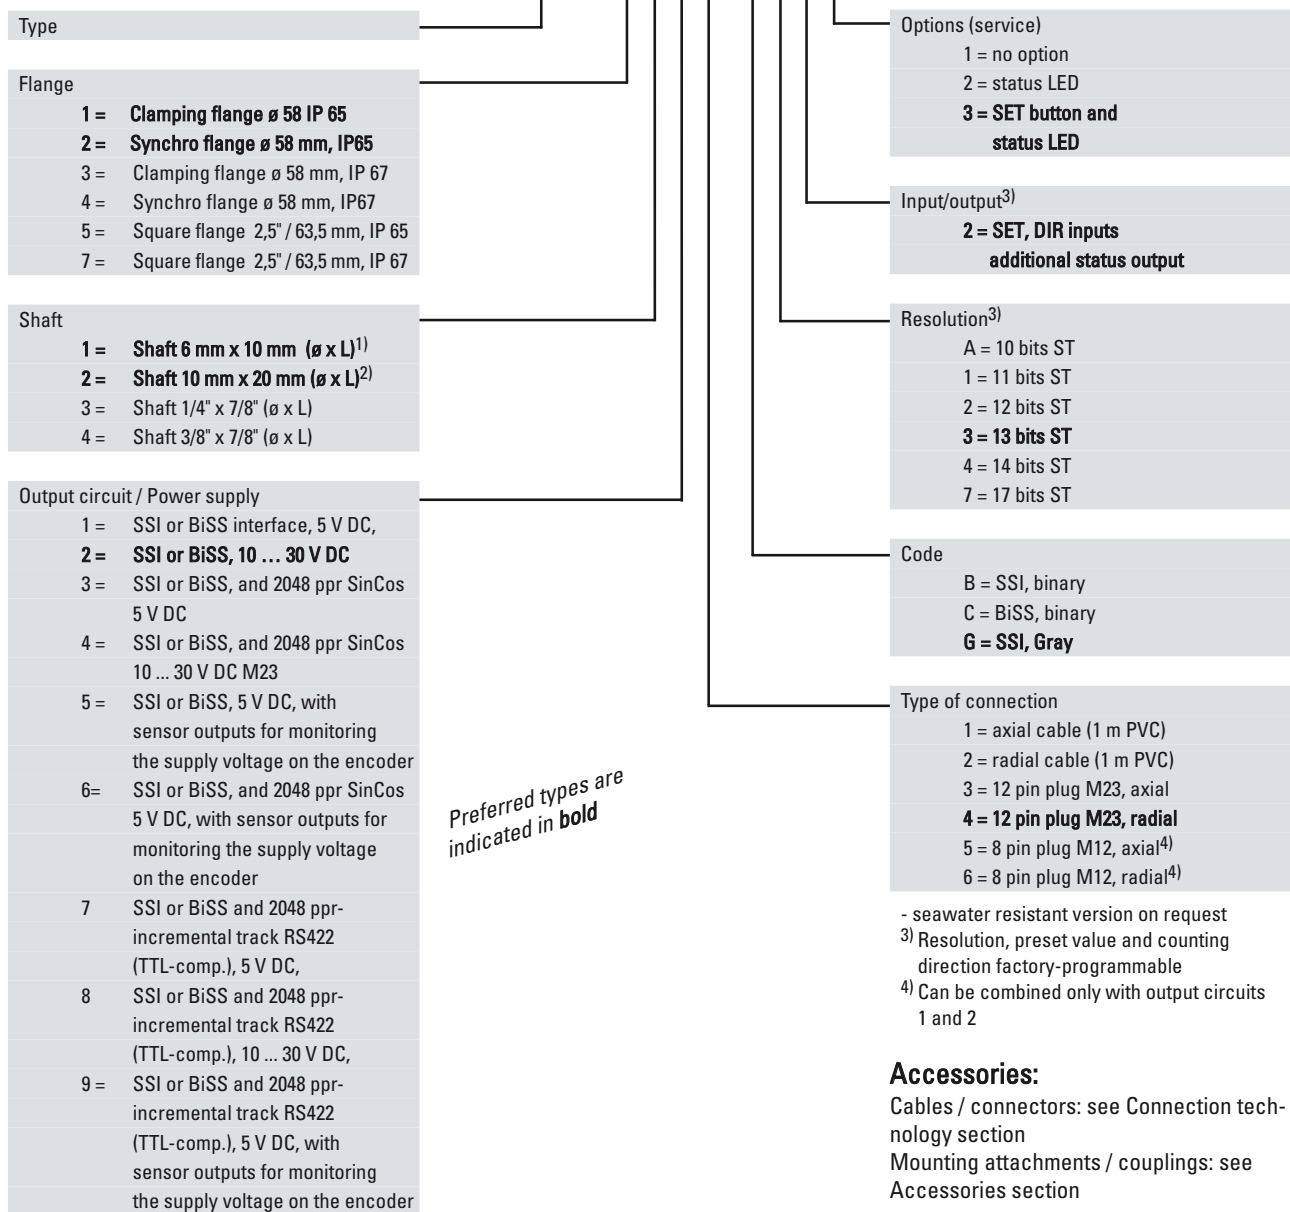 Type
Flange
1 = Clamping flange ø 58 IP 65
2 = Synchro flange ø 58 mm, IP65
3 = Clamping flange ø 58 mm, IP 67
4 = Synchro flange ø 58 mm, IP67
5 = Square flange 2,5" / 63,5 mm, IP 65
7 = Square flange 2,5" / 63,5 mm, IP 67
Shaft
1 = Shaft 6 mm x 10 mm (ø x L)1)
2 = Shaft 10 mm x 20 mm (ø x L)2)
3 = Shaft 1/4" x 7/8" (ø x L)
4 = Shaft 3/8" x 7/8" (ø x L)
Output circuit / Power supply
1 = SSI or BiSS interface, 5 V DC,
2 = SSI or BiSS, 10 … 30 V DC
3 = SSI or BiSS, and 2048 ppr SinCos
5 V DC
4 = SSI or BiSS, and 2048 ppr SinCos
10 ... 30 V DC M23
5 = SSI or BiSS, 5 V DC, with
sensor outputs for monitoring
the supply voltage on the encoder
6= SSI or BiSS, and 2048 ppr SinCos
5 V DC, with sensor outputs for
monitoring the supply voltage
on the encoder
7 SSI or BiSS and 2048 ppr-
incremental track RS422
(TTL-comp.), 5 V DC,
8 SSI or BiSS and 2048 ppr-
incremental track RS422
(TTL-comp.), 10 ... 30 V DC,
9 = SSI or BiSS and 2048 ppr-
incremental track RS422
(TTL-comp.), 5 V DC, with
sensor outputs for monitoring
the supply voltage on the encoder
Preferred types are
indicated in bold
Options (service)
1 = no option
2 = status LED
3 = SET button and
status LED
Input/output3)
2 = SET, DIR inputs
additional status output
Resolution3)
A = 10 bits ST
1 = 11 bits ST
2 = 12 bits ST
3 = 13 bits ST
4 = 14 bits ST
7 = 17 bits ST
Code
B = SSI, binary
C = BiSS, binary
G = SSI, Gray
Type of connection
1 = axial cable (1 m PVC)
2 = radial cable (1 m PVC)
3 = 12 pin plug M23, axial
4 = 12 pin plug M23, radial
5 = 8 pin plug M12, axial4)
6 = 8 pin plug M12, radial4)
- seawater resistant version on request
3) Resolution, preset value and counting
direction factory-programmable
4) Can be combined only with output circuits
1 and 2
Accessories:
Cables / connectors: see Connection tech-
nology section
Mounting attachments / couplings: see
Accessories section